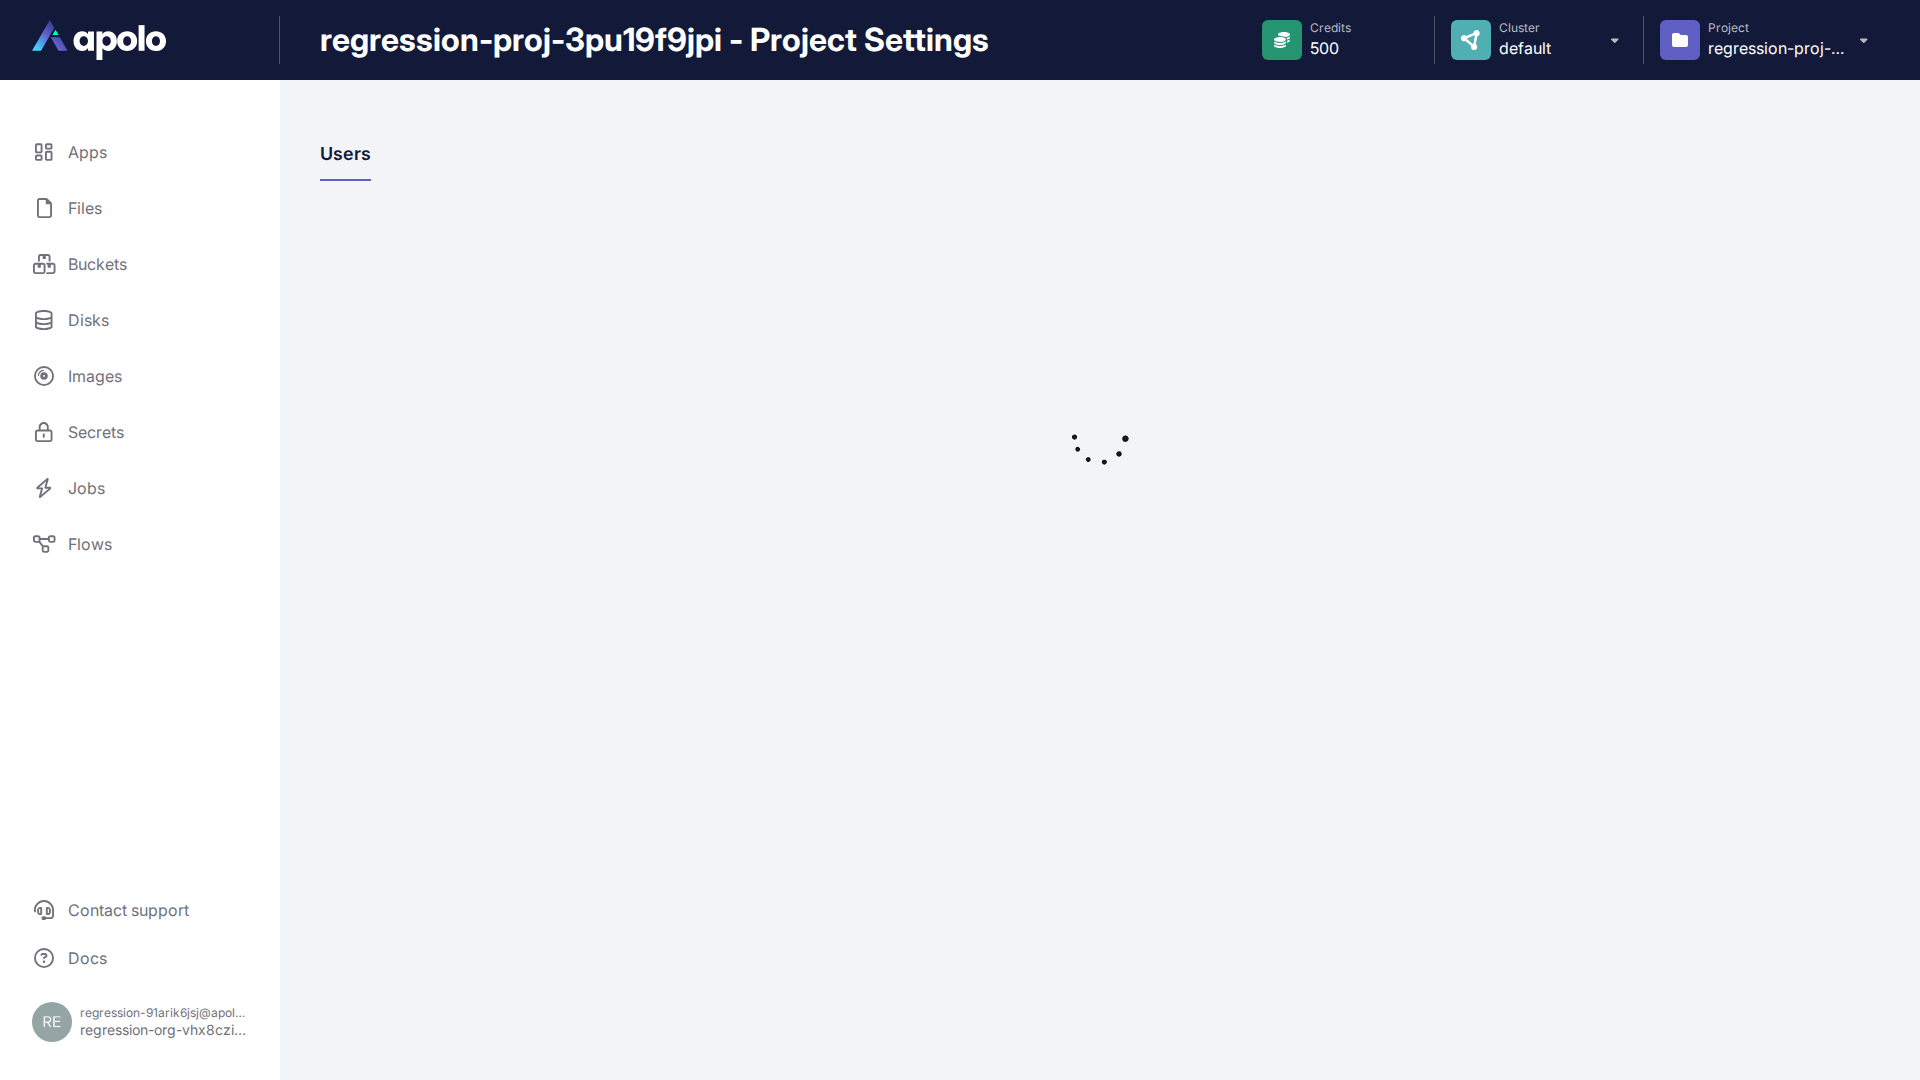 apolo
regression-proj-3pu19f9jpi - Project Settings
Credits
500
Cluster
default
Project
regression-proj-...
Apps
Files
Buckets
Disks
Images
Secrets
Jobs
Flows
Users
Contact support
Docs
RE
regression-91arik6jsj@apol...
regression-org-vhx8czi...